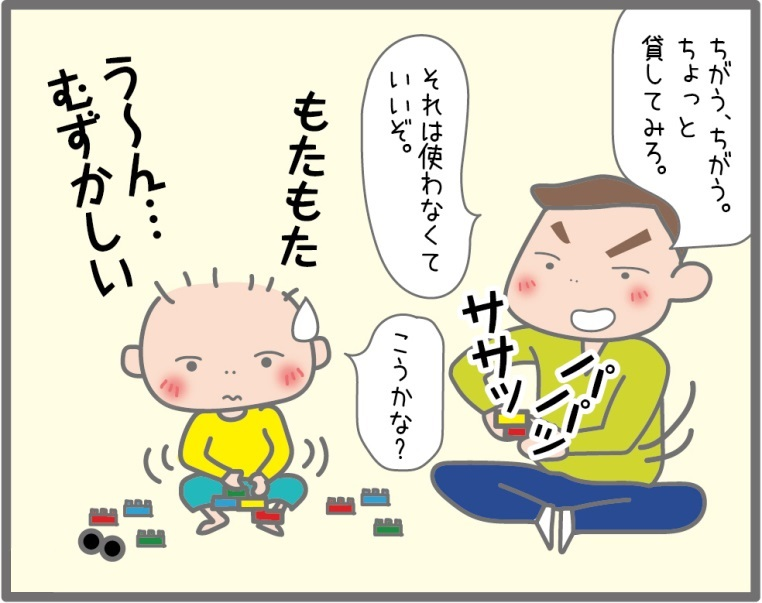 ちがう、ちがう。
ちょっと
貸してみろ。
それは使わなくて
いいぞ。
ササッ
パパパッ
こうかな?
もたもた
う～ん…
むずかしい